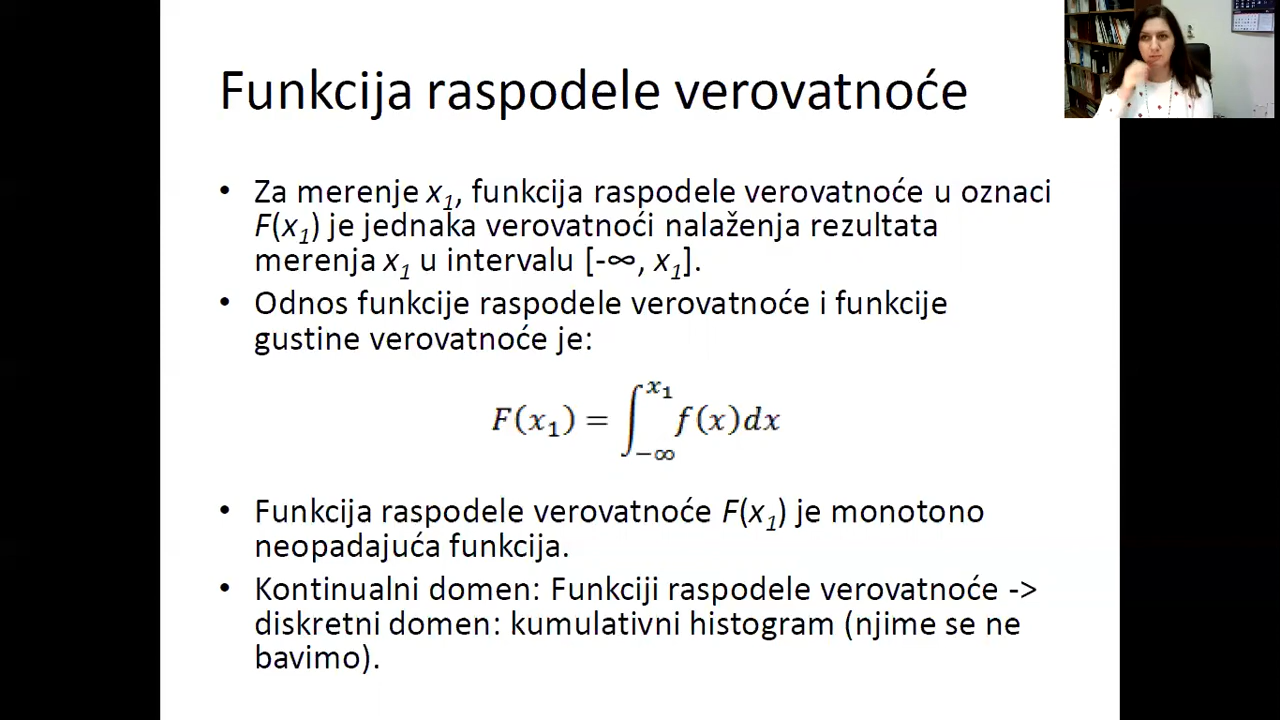 Funkcija raspodele verovatnoće
• Za merenje x₁, funkcija raspodele verovatnoće u oznaci
F(x₁) je jednaka verovatnoći nalaženja rezultata
merenja x₁ u intervalu [-∞, x₁].
• Odnos funkcije raspodele verovatnoće i funkcije
gustine verovatnoće je:
F(x₁) = ∫_{-∞}^{x₁} f(x)dx
• Funkcija raspodele verovatnoće F(x₁) je monotono
neopadajuća funkcija.
• Kontinualni domen: Funkciji raspodele verovatnoće ->
diskretni domen: kumulativni histogram (njime se ne
bavimo).